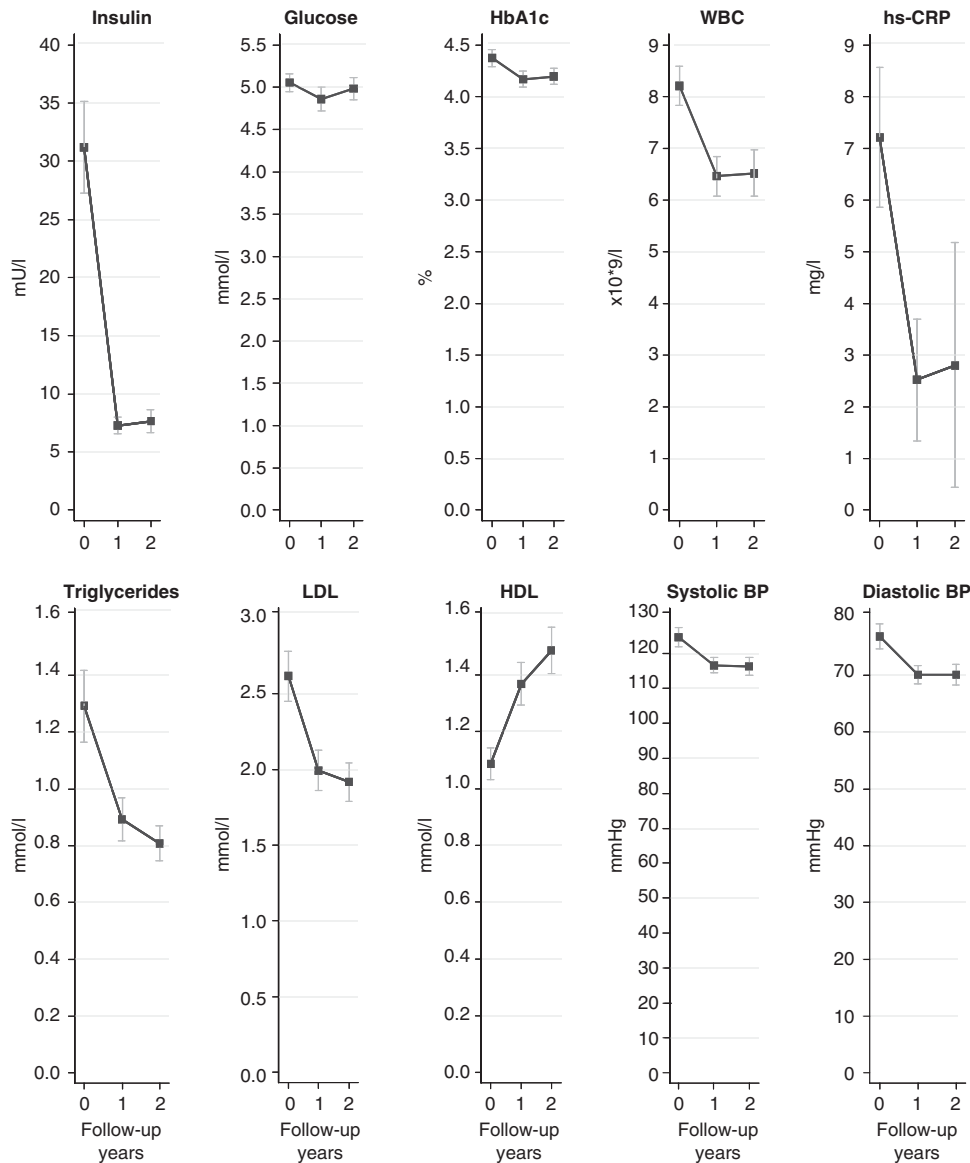 Insulin
40
35
30
25
20
15
10
5
0
mU/l
0 1 2
Glucose
5.5
5.0
4.5
4.0
3.5
3.0
2.5
2.0
1.5
1.0
0.5
0.0
mmol/l
0 1 2
HbA1c
4.5
4.0
3.5
3.0
2.5
2.0
1.5
1.0
0.5
0.0
%
0 1 2
WBC
9
8
7
6
5
4
3
2
1
0
x10*9/l
0 1 2
hs-CRP
9
8
7
6
5
4
3
2
1
0
mg/l
0 1 2
Triglycerides
1.6
1.4
1.2
1.0
0.8
0.6
0.4
0.2
0.0
mmol/l
0 1 2
Follow-up
years
LDL
3.0
2.5
2.0
1.5
1.0
0.5
0.0
mmol/l
0 1 2
Follow-up
years
HDL
1.6
1.4
1.2
1.0
0.8
0.6
0.4
0.2
0.0
mmol/l
0 1 2
Follow-up
years
Systolic BP
130
120
110
100
90
80
70
60
50
40
30
20
10
0
mmHg
0 1 2
Follow-up
years
Diastolic BP
80
70
60
50
40
30
20
10
0
mmHg
0 1 2
Follow-up
years